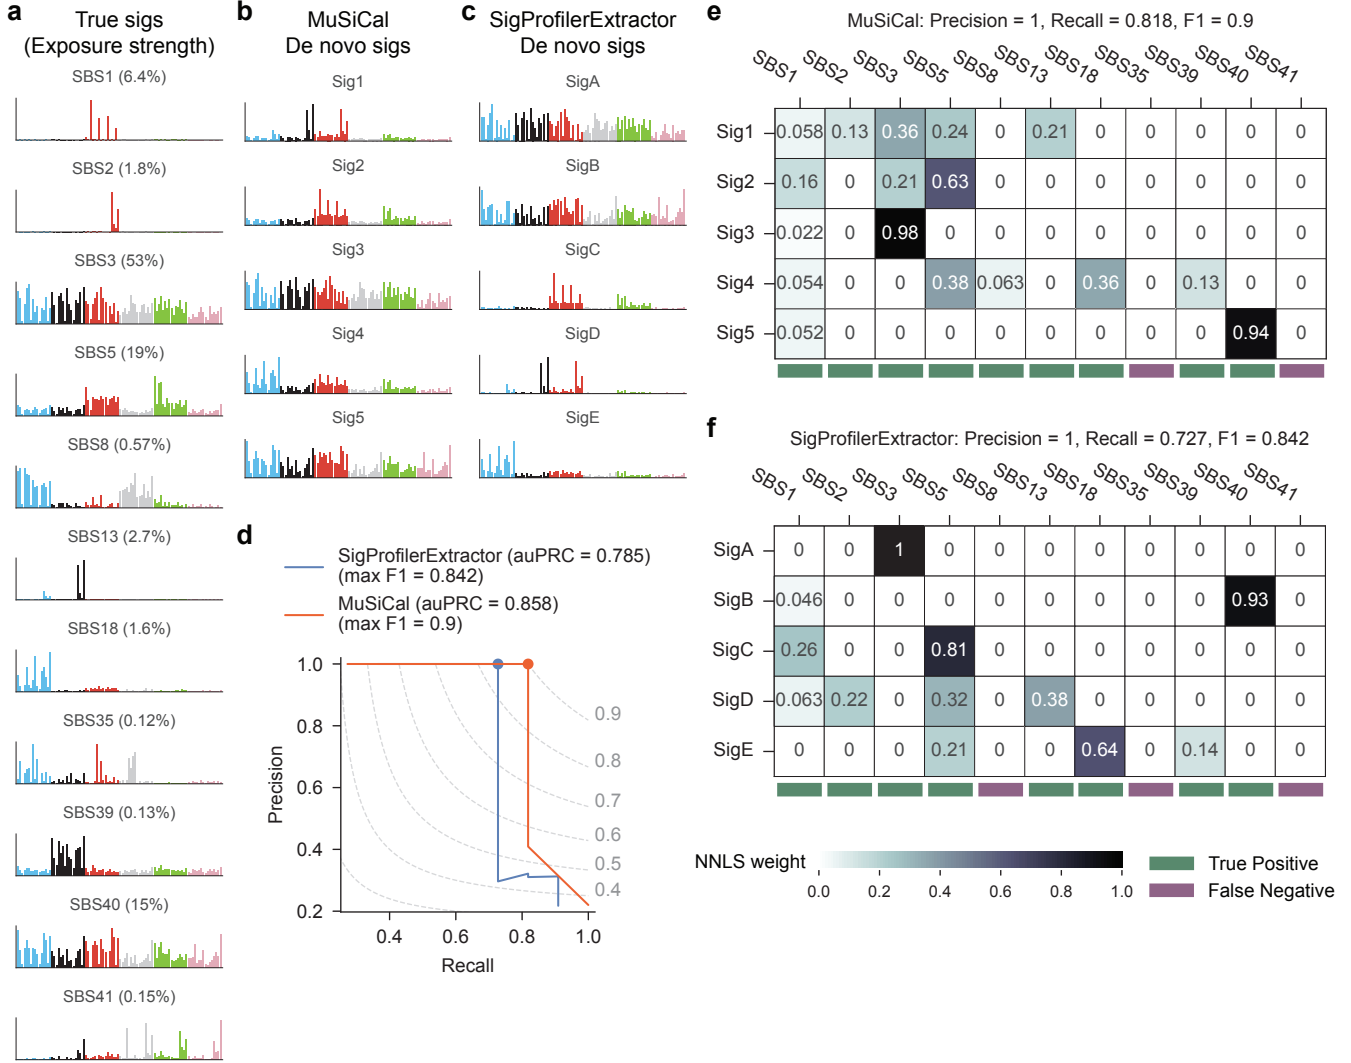 a
True sigs
(Exposure strength)
SBS1 (6.4%)
SBS2 (1.8%)
SBS3 (53%)
SBS5 (19%)
SBS8 (0.57%)
SBS13 (2.7%)
SBS18 (1.6%)
SBS35 (0.12%)
SBS39 (0.13%)
SBS40 (15%)
SBS41 (0.15%)
b
MuSiCal
De novo sigs
Sig1
Sig2
Sig3
Sig4
Sig5
c
SigProfilerExtractor
De novo sigs
SigA
SigB
SigC
SigD
SigE
d
SigProfilerExtractor (auPRC = 0.785)
(max F1 = 0.842)
MuSiCal (auPRC = 0.858)
(max F1 = 0.9)
Precision
1.0
0.8
0.6
0.4
0.2
0.9
0.8
0.7
0.6
0.5
0.4
0.4 0.6 0.8 1.0
Recall
e
MuSiCal: Precision = 1, Recall = 0.818, F1 = 0.9
SBS1 SBS2 SBS3 SBS5 SBS8 SBS13 SBS18 SBS35 SBS39 SBS40 SBS41
Sig1 0.058 0.13 0.36 0.24 0 0.21 0 0 0 0 0
Sig2 0.16 0 0.21 0.63 0 0 0 0 0 0 0
Sig3 0.022 0 0.98 0 0 0 0 0 0 0 0
Sig4 0.054 0 0 0.38 0.063 0 0.36 0 0.13 0 0
Sig5 0.052 0 0 0 0 0 0 0 0 0.94 0
f
SigProfilerExtractor: Precision = 1, Recall = 0.727, F1 = 0.842
SBS1 SBS2 SBS3 SBS5 SBS8 SBS13 SBS18 SBS35 SBS39 SBS40 SBS41
SigA 0 0 1 0 0 0 0 0 0 0 0
SigB 0.046 0 0 0 0 0 0 0 0 0.93 0
SigC 0.26 0 0 0.81 0 0 0 0 0 0 0
SigD 0.063 0.22 0 0.32 0 0.38 0 0 0 0 0
SigE 0 0 0 0.21 0 0 0.64 0 0.14 0 0
NNLS weight
0.0 0.2 0.4 0.6 0.8 1.0
True Positive
False Negative